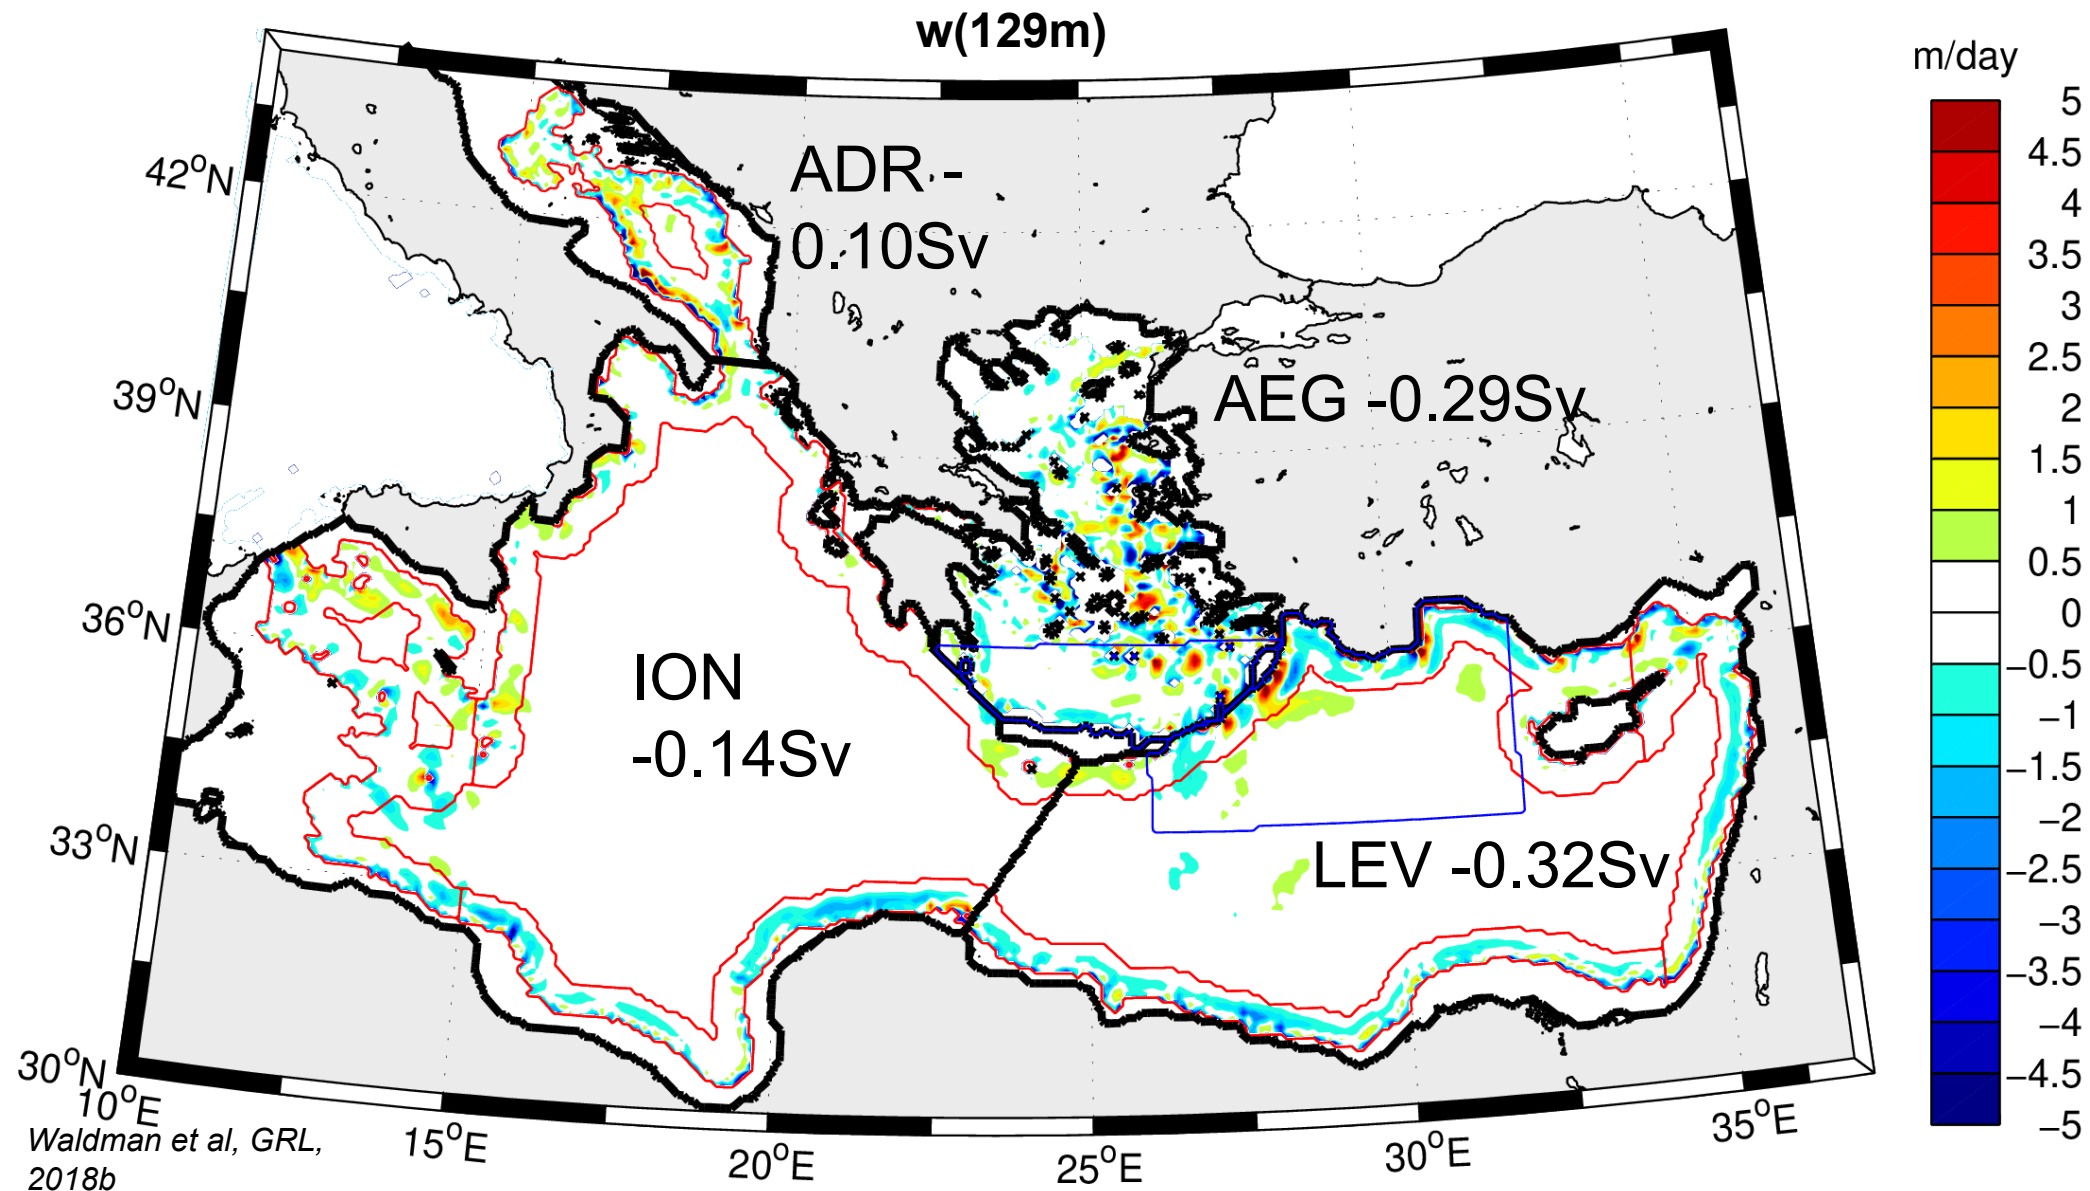 w(129m)
m/day
ADR -
0.10Sv
AEG -0.29Sv
ION
-0.14Sv
LEV -0.32Sv
42°N
39°N
36°N
33°N
30°N
10°E
15°E
20°E
25°E
30°E
35°E
5
4.5
4
3.5
3
2.5
2
1.5
1
0.5
0
−0.5
−1
−1.5
−2
−2.5
−3
−3.5
−4
−4.5
−5
Waldman et al, GRL,
2018b